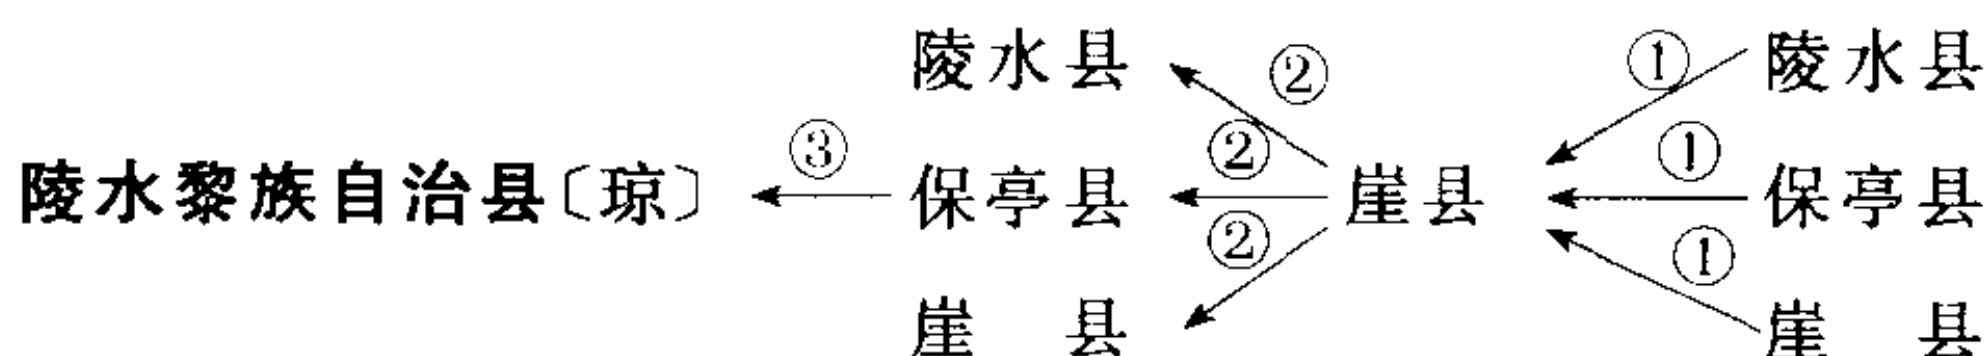 陵水县 ② ① 陵水县
陵水黎族自治县〔琼〕 ③ 保亭县 ② 崖县 ① 保亭县
崖 县 ② ① 崖 县